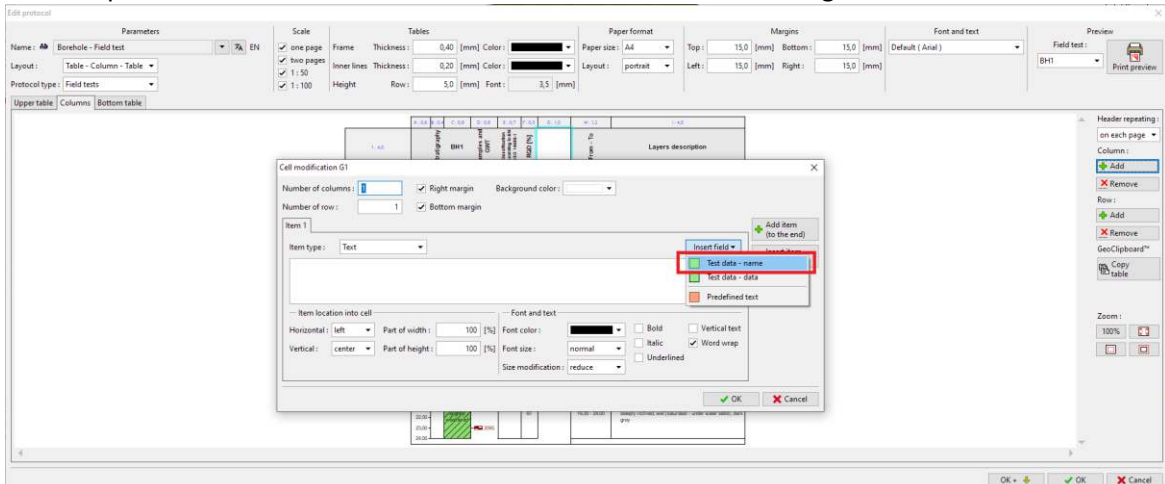 Edit protocol
Parameters
Scale
Tables
Paper format
Margins
Font and text
Preview
Name : Borehole - Field test EN
one page
Frame Thickness : 0,40 [mm] Color :
Paper size : A4
Top : 15,0 [mm] Bottom : 15,0 [mm]
Default ( Arial )
Field test :
Layout : Table - Column - Table
two pages
Inner lines Thickness : 0,20 [mm] Color :
Layout : portrait
Left : 15,0 [mm] Right : 15,0 [mm]
BH1
Print preview
1 : 50
Protocol type : Field tests
1 : 100
Height Row : 5,0 [mm] Font : 3,5 [mm]
Upper table Columns Bottom table
Header repeating :
on each page
Column :
Add
Remove
Row :
Add
Remove
GeoClipboard™
Copy table
Zoom :
100%
BH1
RGD [%]
From - To
Layers description
Cell modification G1
Number of columns : 1
Right margin
Background color :
Number of row : 1
Bottom margin
Item 1
Add item (to the end)
Item type : Text
Insert field
Insert item
Test data - name
Test data - data
Predefined text
Item location into cell
Font and text
Horizontal : left
Part of width : 100 [%]
Font color :
Bold
Vertical text
Vertical : center
Part of height : 100 [%]
Font size : normal
Italic
Word wrap
Underlined
Size modification : reduce
OK
Cancel
grey
OK +
OK
Cancel